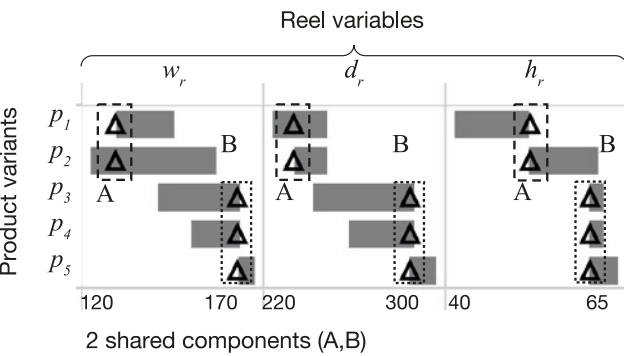 Reel variables
w_r d_r h_r
Product variants
p_1
p_2
p_3
p_4
p_5
A B
A B
A B
120 170 220 300 40 65
2 shared components (A,B)